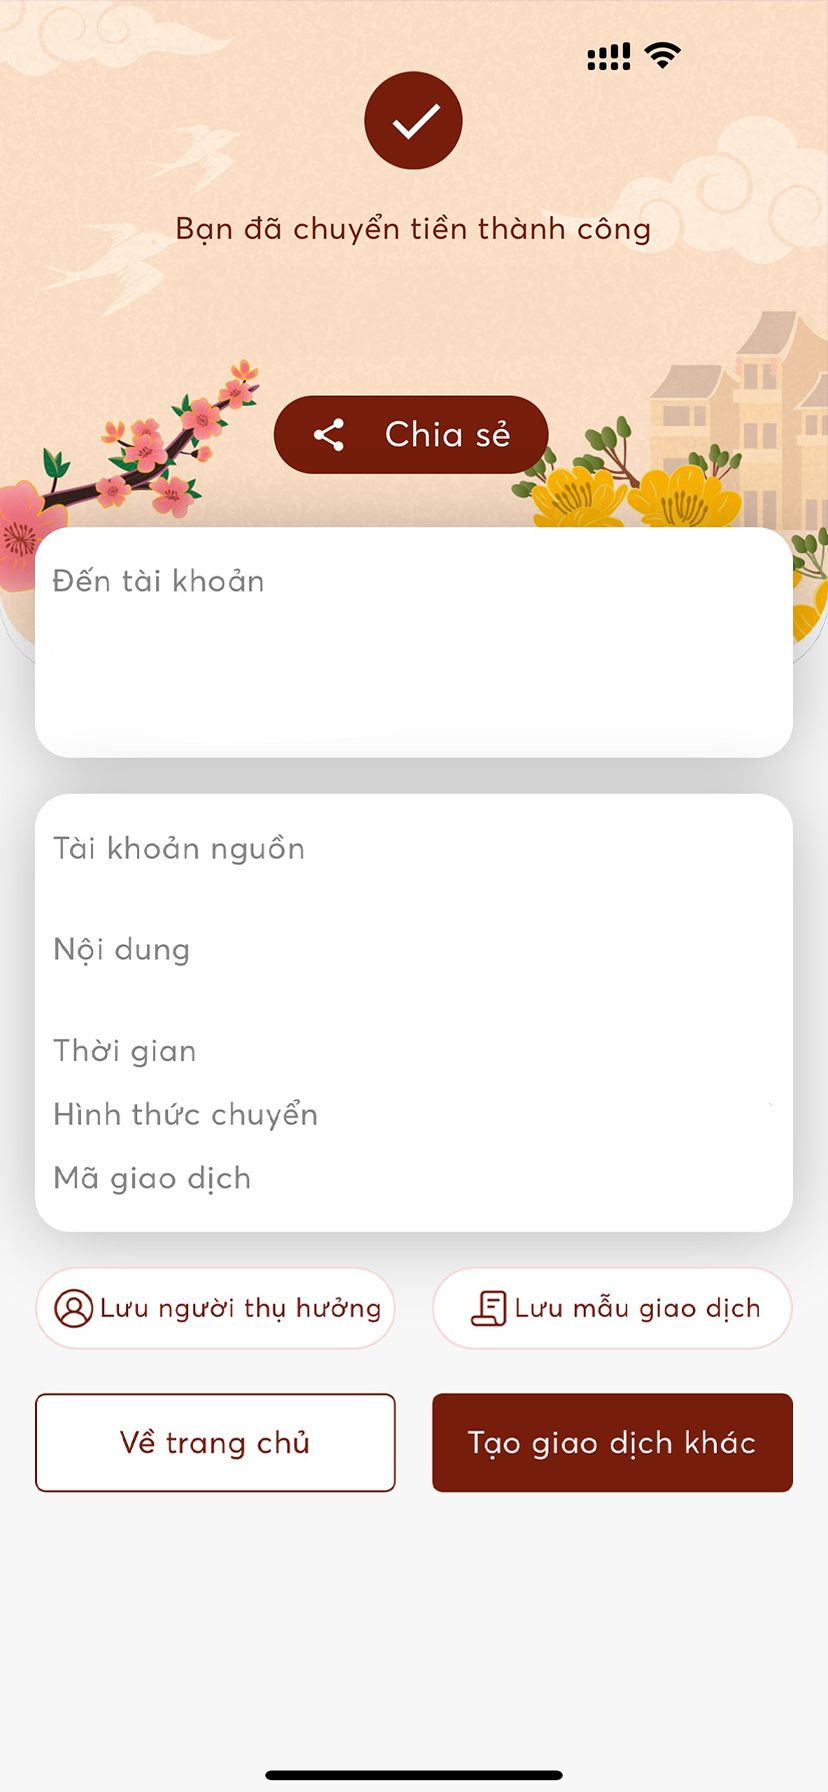 Bạn đã chuyển tiền thành công
Chia sẻ
Đến tài khoản
Tài khoản nguồn
Nội dung
Thời gian
Hình thức chuyển
Mã giao dịch
Lưu người thụ hưởng
Lưu mẫu giao dịch
Về trang chủ
Tạo giao dịch khác